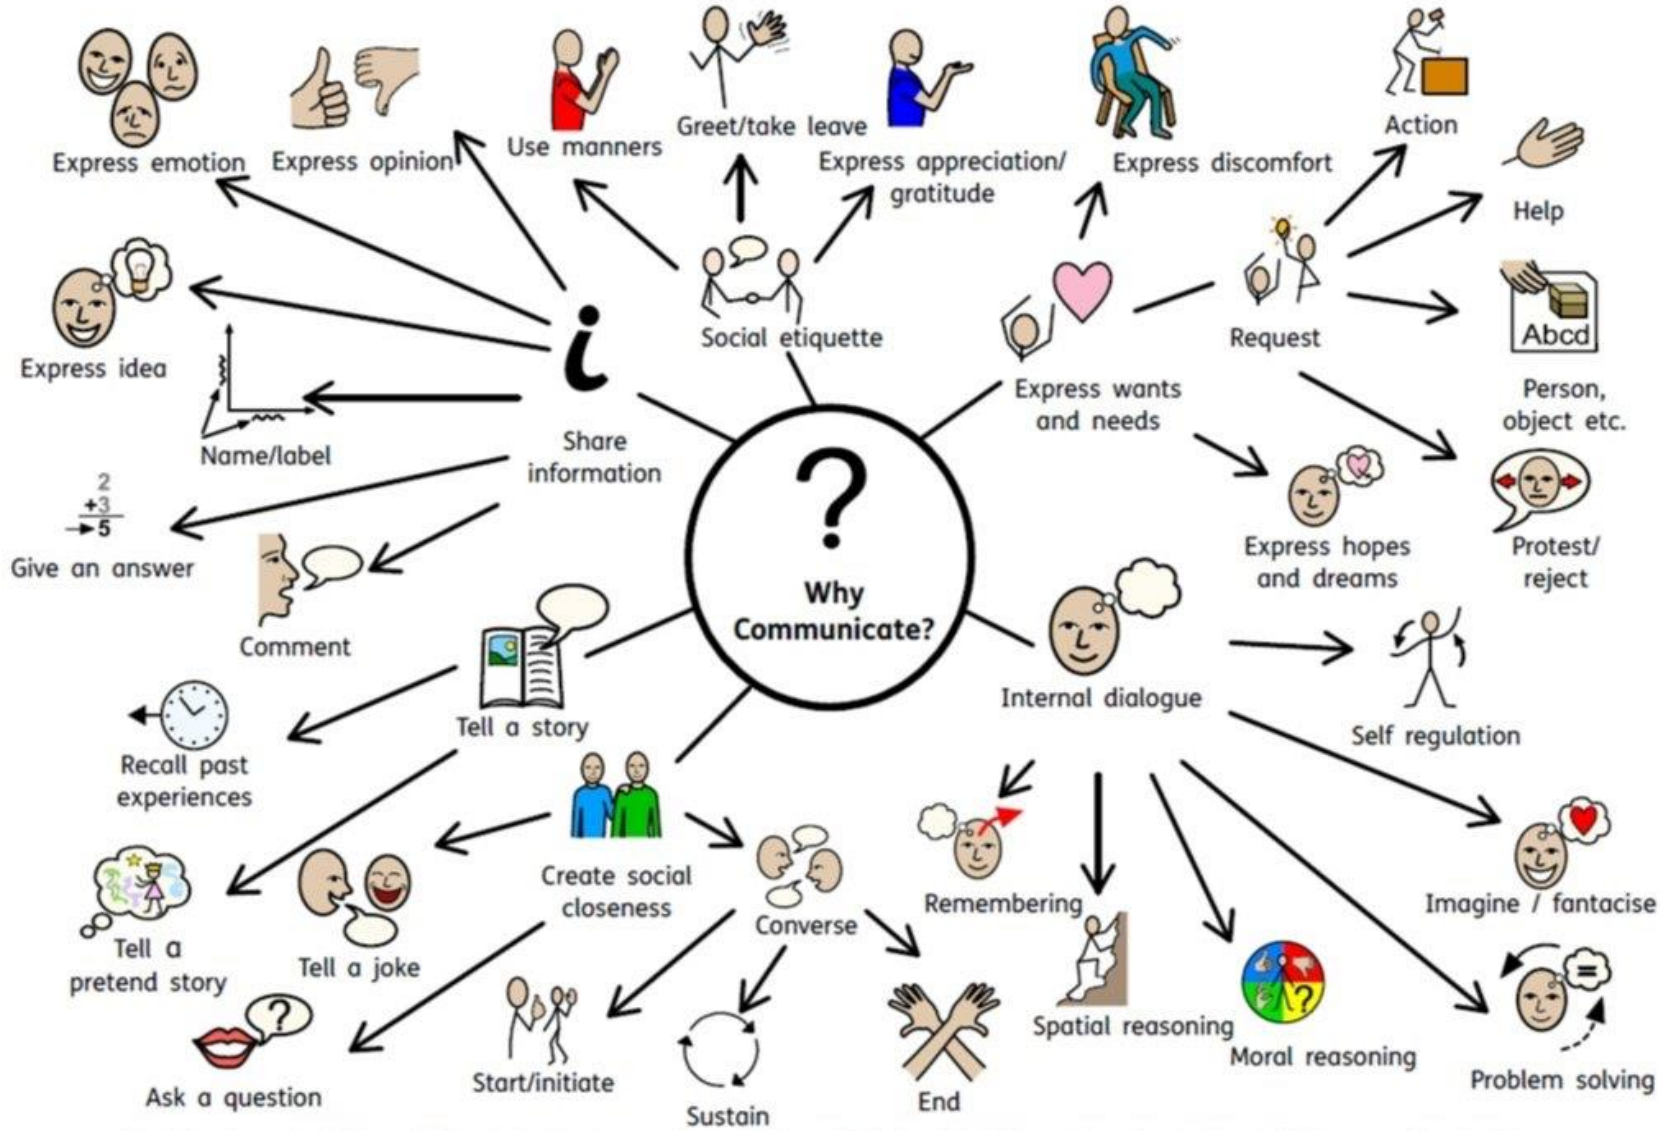 Express emotion
Express opinion
Use manners
Greet/take leave
Express appreciation/
gratitude
Express discomfort
Action
Help
Express idea
Social etiquette
Request
Abcd
Person,
object etc.
Name/label
Share
information
Express wants
and needs
2
+3
5
Give an answer
?
Why
Communicate?
Express hopes
and dreams
Protest/
reject
Comment
Tell a story
Internal dialogue
Self regulation
Recall past
experiences
Create social
closeness
Converse
Remembering
Imagine / fantacise
Tell a
pretend story
Tell a joke
?
Ask a question
Start/initiate
Sustain
End
Spatial reasoning
?
Moral reasoning
=
Problem solving